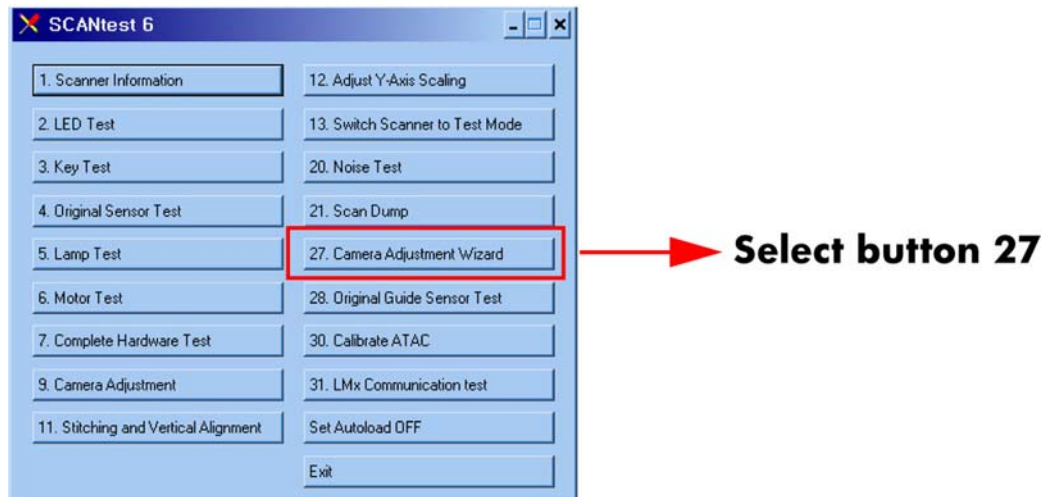 SCANtest 6
1. Scanner Information
2. LED Test
3. Key Test
4. Original Sensor Test
5. Lamp Test
6. Motor Test
7. Complete Hardware Test
9. Camera Adjustment
11. Stitching and Vertical Alignment
12. Adjust Y-Axis Scaling
13. Switch Scanner to Test Mode
20. Noise Test
21. Scan Dump
27. Camera Adjustment Wizard
28. Original Guide Sensor Test
30. Calibrate ATAC
31. LMx Communication test
Set Autoload OFF
Exit
Select button 27